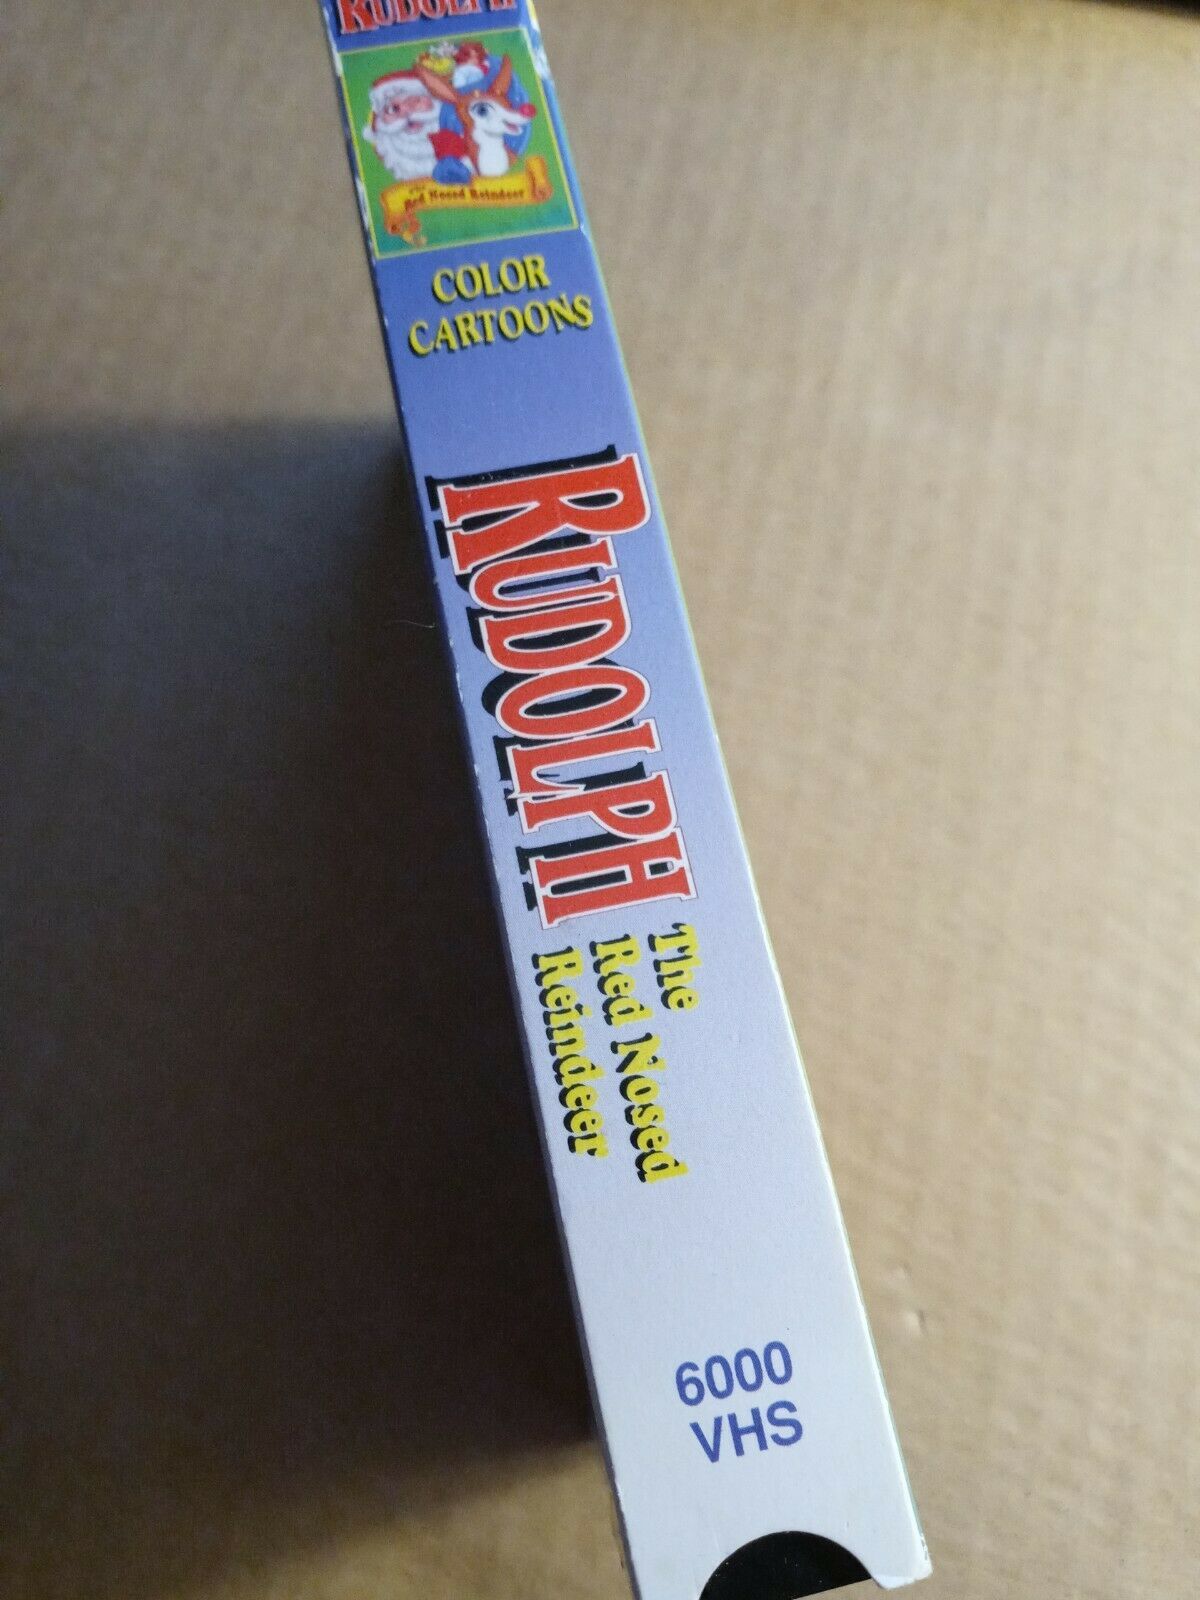 RUDOLPH
Red Nosed Reindeer
COLOR
CARTOONS
RUDOLPH
The
Red Nosed
Reindeer
6000
VHS